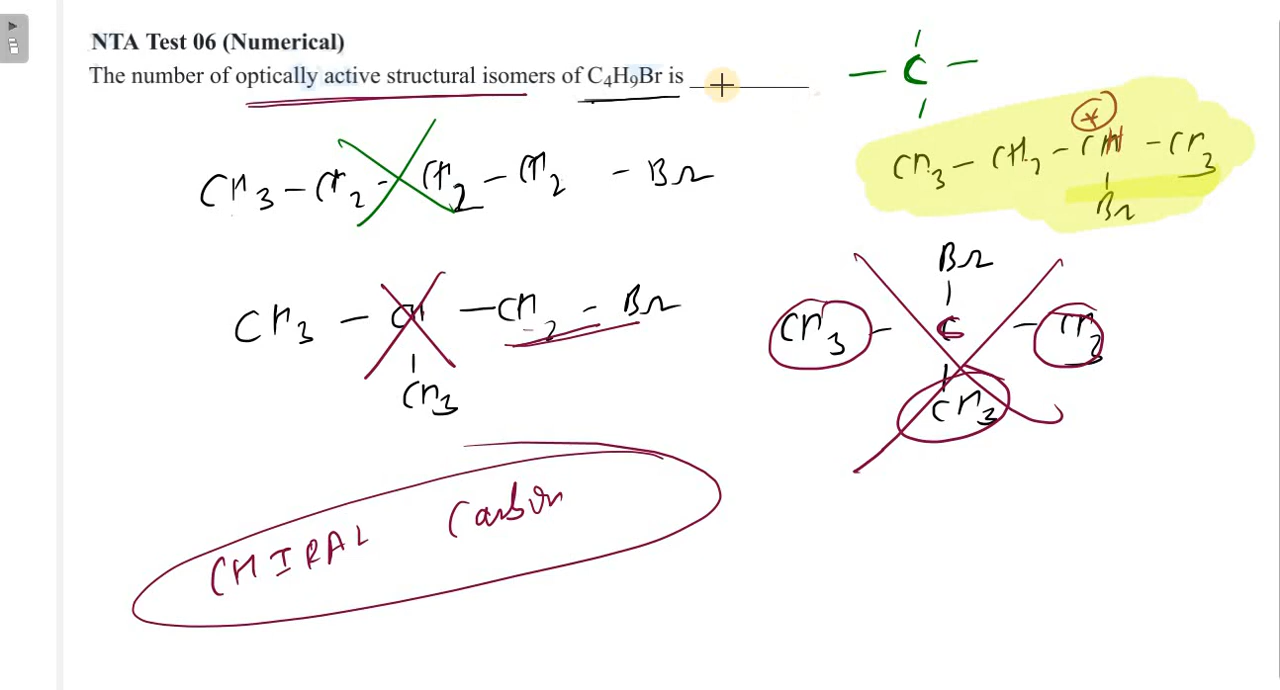 NTA Test 06 (Numerical)
The number of optically active structural isomers of C₄H₉Br is ________
– C –
CH₃ – CH₂ – CH – CH₃
Br
CH₃ – CH₂ – CH₂ – CH₂ – Br
Br
CH₃ – C – CH₃
CH₃
CH₃ – CH – CH₂ – Br
CH₃
CHIRAL Carbon